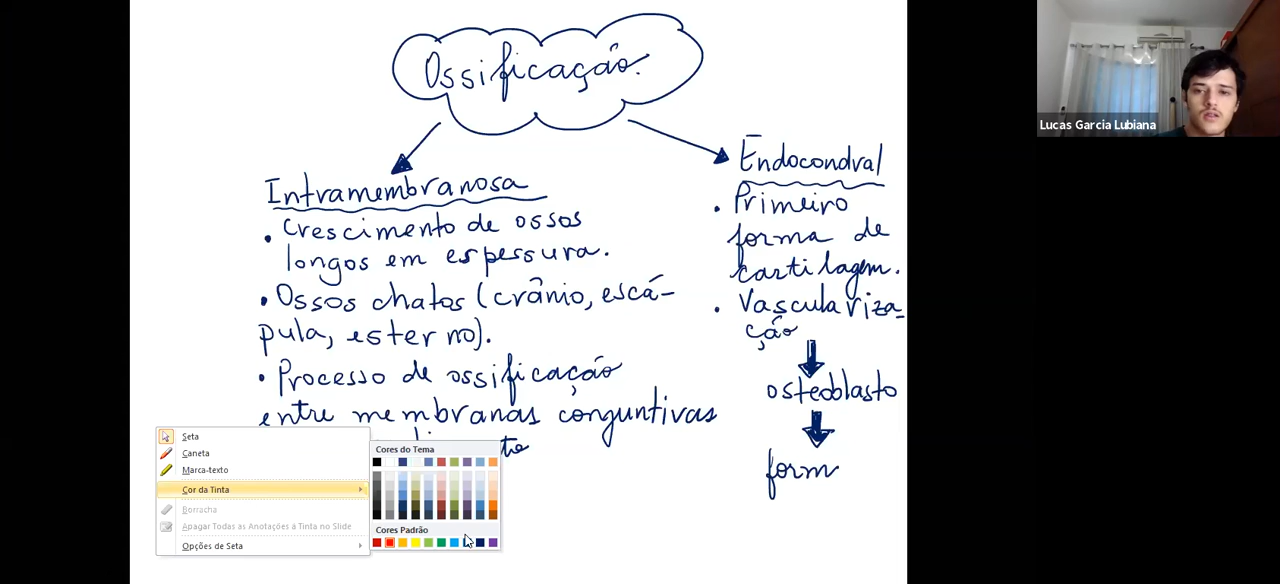 Ossificação.
Intramembranosa
• Crescimento de ossos
longos em espessura.
• Ossos chatos (crânio, escá-
pula, esterno).
• Processo de ossificação
entre membranas conjuntivas
Endocondral
• Primeiro
forma de
cartilagem.
• Vasculariza-
ção
osteoblasto
form
Seta
Caneta
Marca-texto
Cor da Tinta
Borracha
Apagar Todas as Anotações à Tinta no Slide
Opções de Seta
Cores do Tema
Cores Padrão
Lucas Garcia Lubiana